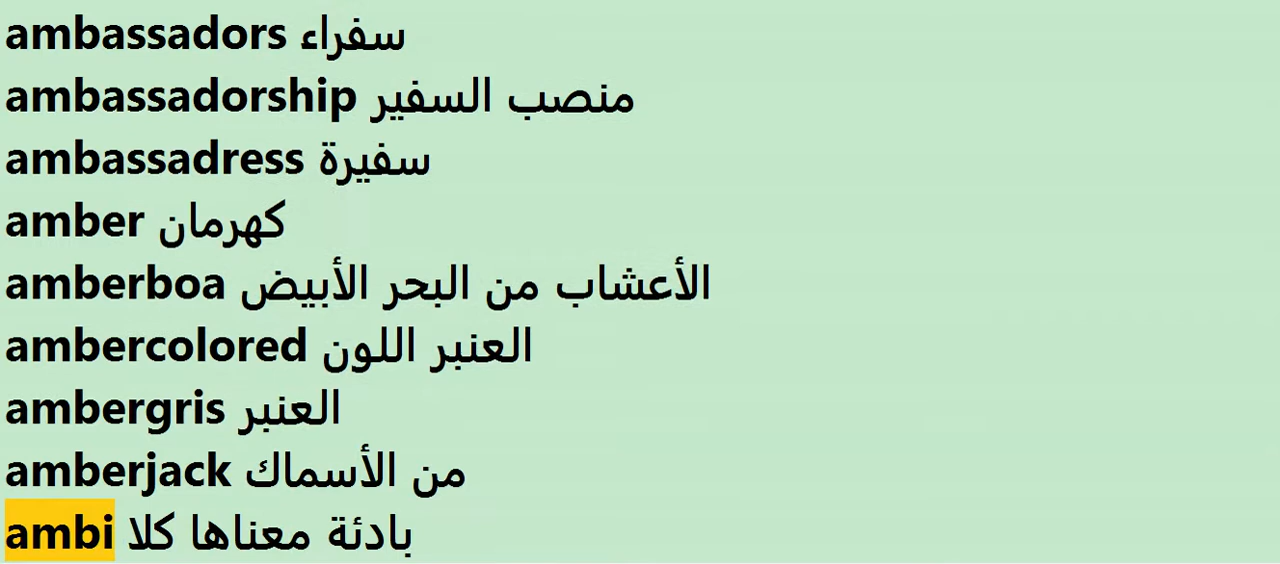 ambassadors سفراء
ambassadorship منصب السفير
ambassadress سفيرة
amber كهرمان
amberboa الأعشاب من البحر الأبيض
ambercolored العنبر اللون
ambergris العنبر
amberjack من الأسماك
ambi بادئة معناها كلا